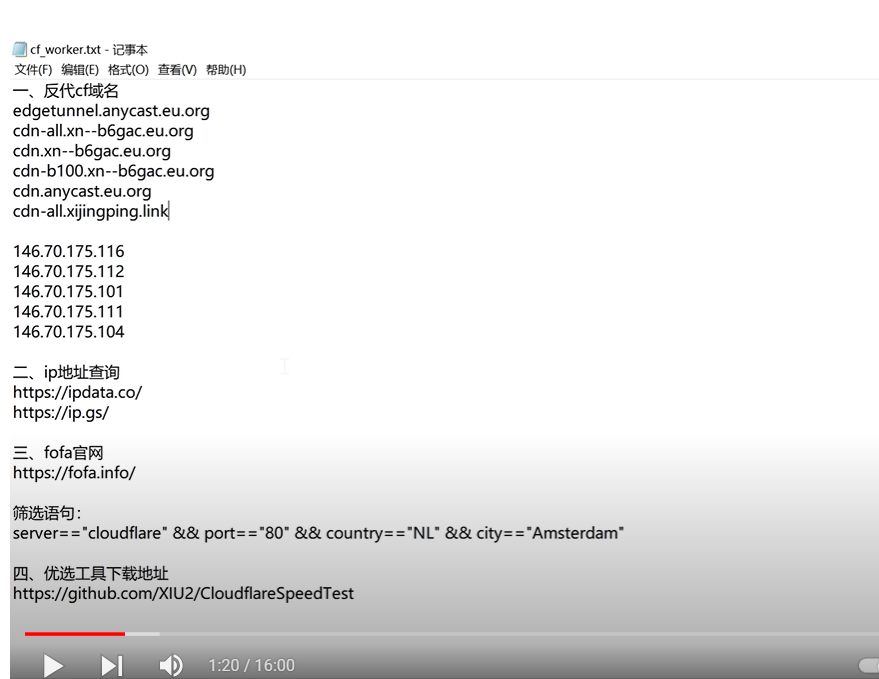 cf_worker.txt - 记事本
文件(F) 编辑(E) 格式(O) 查看(V) 帮助(H)
一、反代cf域名
edgetunnel.anycast.eu.org
cdn-all.xn--b6gac.eu.org
cdn.xn--b6gac.eu.org
cdn-b100.xn--b6gac.eu.org
cdn.anycast.eu.org
cdn-all.xijingping.link
146.70.175.116
146.70.175.112
146.70.175.101
146.70.175.111
146.70.175.104
二、ip地址查询
https://ipdata.co/
https://ip.gs/
三、fofa官网
https://fofa.info/
筛选语句：
server=="cloudflare" && port=="80" && country=="NL" && city=="Amsterdam"
四、优选工具下载地址
https://github.com/XIU2/CloudflareSpeedTest
1:20 / 16:00